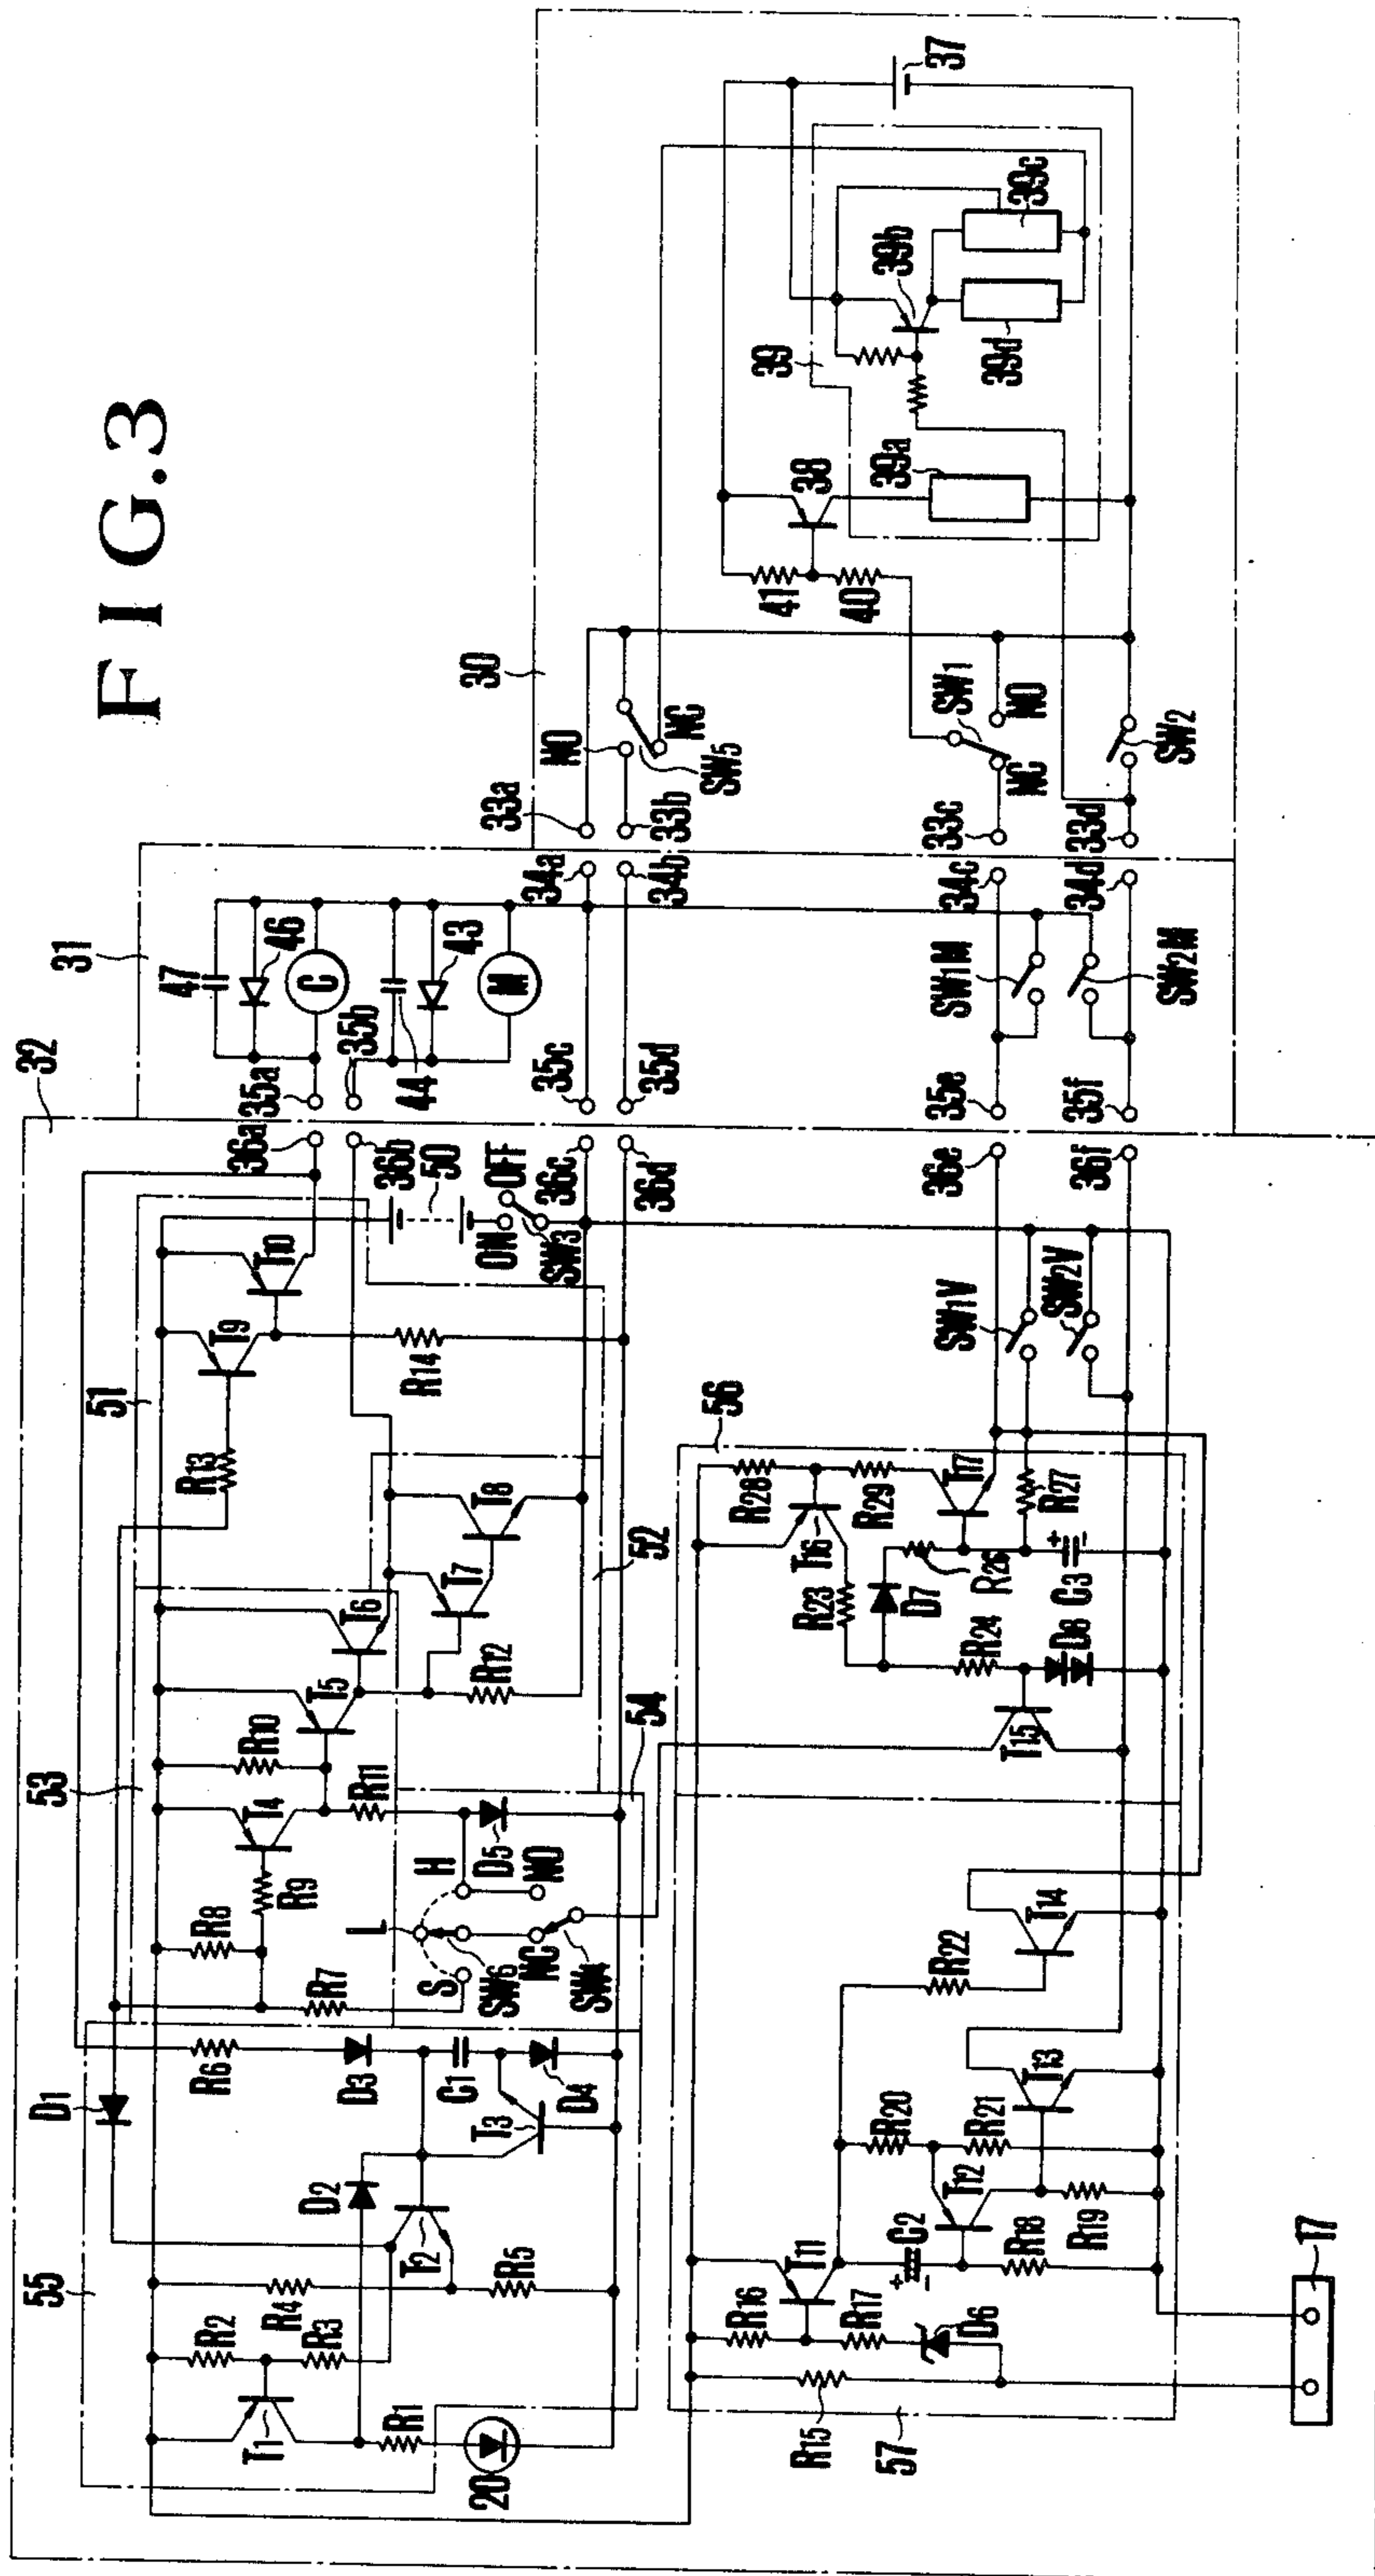 FIG.3
32
55
D1
53
51
31
47
46
C
36a
35a
36b
35b
44
43
M
30
R6
R8
R9
T4
R10
T5
T6
R13
T9
T10
R2
R3
R4
T1
D2
D3
C1
T3
D4
T2
R5
R1
20
R7
S
L
H
SW6
NC
NO
SW4
D5
R11
54
R12
T7
T8
52
R14
50
ON
OFF
SW3
36c
36d
35c
35d
34a
34b
33a
33b
NO
NC
SW5
41
40
38
39
39a
39b
39c
39d
37
57
R15
R16
R17
D6
T11
C2
R18
T12
R19
R20
R21
T13
R22
T14
56
T15
R23
R24
D8
T16
D7
R26
C3
R28
R29
T17
R27
SW1V
SW2V
36e
36f
35e
35f
SW1M
SW2M
34c
34d
33c
33d
NC
NO
SW1
SW2
17